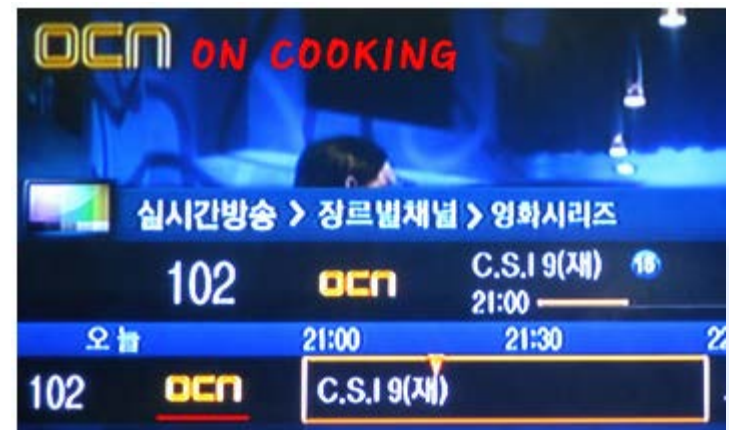 OCN ON COOKING
실시간방송 > 장르별채널 > 영화시리즈
102 OCN C.S.I 9(재) 15
21:00
오늘 21:00 21:30 22
102 OCN C.S.I 9(재)